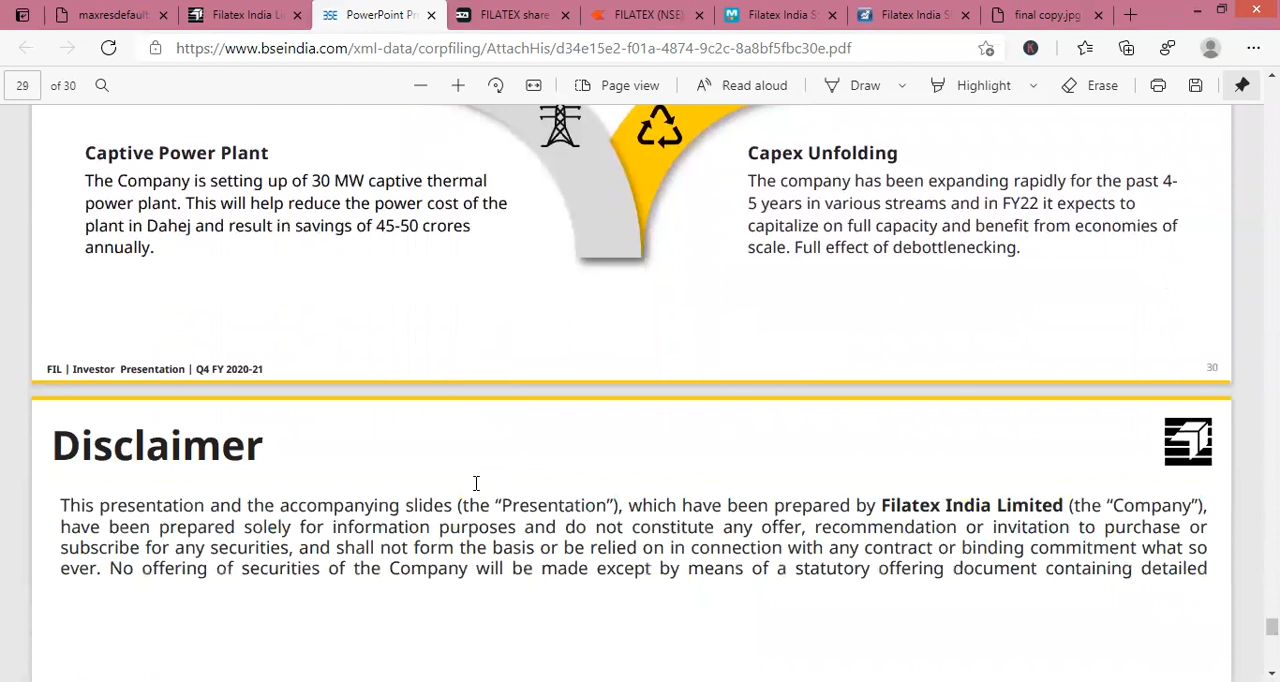 maxresdefault
Filatex India Li
PowerPoint Pr
FILATEX share
FILATEX (NSE)
Filatex India S
Filatex India S
final copy.jpg
https://www.bseindia.com/xml-data/corpfiling/AttachHis/d34e15e2-f01a-4874-9c2c-8a8bf5fbc30e.pdf
K
29 of 30
Page view
Read aloud
Draw
Highlight
Erase
Captive Power Plant
The Company is setting up of 30 MW captive thermal
power plant. This will help reduce the power cost of the
plant in Dahej and result in savings of 45-50 crores
annually.
Capex Unfolding
The company has been expanding rapidly for the past 4-
5 years in various streams and in FY22 it expects to
capitalize on full capacity and benefit from economies of
scale. Full effect of debottlenecking.
FIL | Investor Presentation | Q4 FY 2020-21
30
Disclaimer
This presentation and the accompanying slides (the “Presentation”), which have been prepared by Filatex India Limited (the “Company”),
have been prepared solely for information purposes and do not constitute any offer, recommendation or invitation to purchase or
subscribe for any securities, and shall not form the basis or be relied on in connection with any contract or binding commitment what so
ever. No offering of securities of the Company will be made except by means of a statutory offering document containing detailed